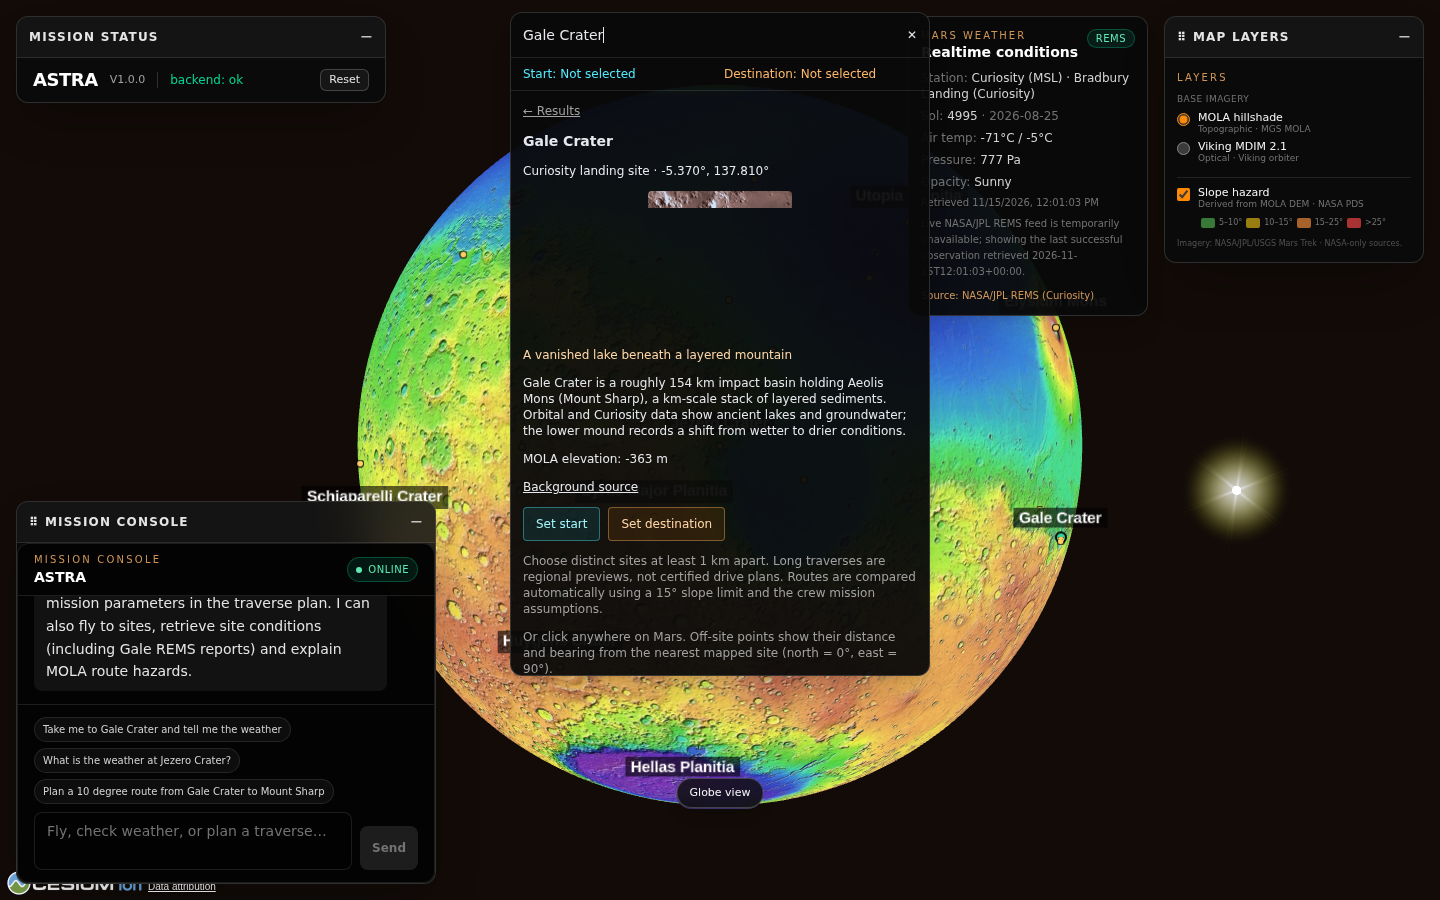 MISSION STATUS
ASTRA V1.0.0 backend: ok Reset
Gale Crater
Start: Not selected Destination: Not selected
← Results
Gale Crater
Curiosity landing site · -5.370°, 137.810°
A vanished lake beneath a layered mountain
Gale Crater is a roughly 154 km impact basin holding Aeolis
Mons (Mount Sharp), a km-scale stack of layered sediments.
Orbital and Curiosity data show ancient lakes and groundwater;
the lower mound records a shift from wetter to drier conditions.
MOLA elevation: -363 m
Background source
Set start Set destination
Choose distinct sites at least 1 km apart. Long traverses are
regional previews, not certified drive plans. Routes are compared
automatically using a 15° slope limit and the crew mission
assumptions.
Or click anywhere on Mars. Off-site points show their distance
and bearing from the nearest mapped site (north = 0°, east =
90°).
ARS WEATHER REMS
Realtime conditions
tation: Curiosity (MSL) · Bradbury
anding (Curiosity)
ol: 4995 · 2026-08-25
ir temp: -71°C / -5°C
ressure: 777 Pa
pacity: Sunny
etrieved 11/15/2026, 12:01:03 PM
ve NASA/JPL REMS feed is temporarily
navailable; showing the last successful
bservation retrieved 2026-11-
5T12:01:03+00:00.
ource: NASA/JPL REMS (Curiosity)
MAP LAYERS
LAYERS
BASE IMAGERY
MOLA hillshade
Topographic · MGS MOLA
Viking MDIM 2.1
Optical · Viking orbiter
Slope hazard
Derived from MOLA DEM · NASA PDS
5–10° 10–15° 15–25° >25°
Imagery: NASA/JPL/USGS Mars Trek · NASA-only sources.
Utopia
Schiaparelli Crater
Gale Crater
Hellas Planitia
Globe view
MISSION CONSOLE
MISSION CONSOLE
ASTRA ONLINE
mission parameters in the traverse plan. I can
also fly to sites, retrieve site conditions
(including Gale REMS reports) and explain
MOLA route hazards.
Take me to Gale Crater and tell me the weather
What is the weather at Jezero Crater?
Plan a 10 degree route from Gale Crater to Mount Sharp
Fly, check weather, or plan a traverse...
Send
CESIUM ion Data attribution